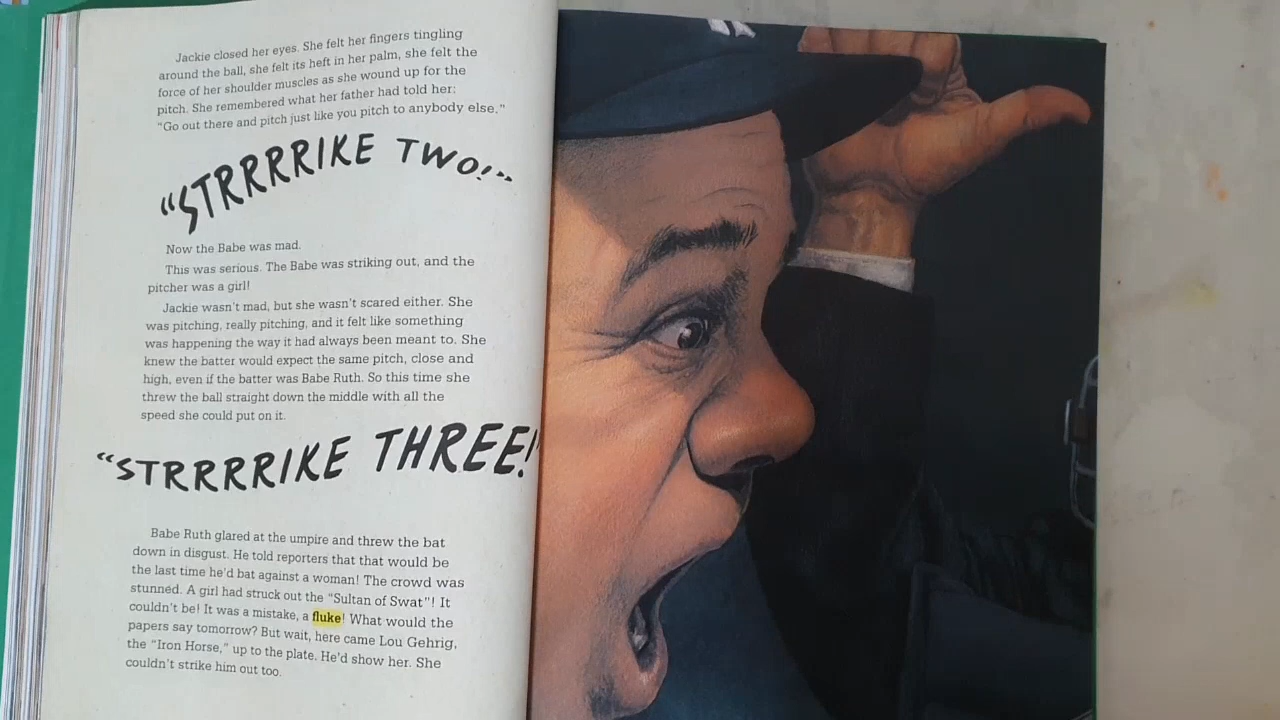 Jackie closed her eyes. She felt her fingers tingling
around the ball, she felt its heft in her palm, she felt the
force of her shoulder muscles as she wound up for the
pitch. She remembered what her father had told her:
"Go out there and pitch just like you pitch to anybody else."
"STRRRRIKE TWO!"
Now the Babe was mad.
This was serious. The Babe was striking out, and the
pitcher was a girl!
Jackie wasn't mad, but she wasn't scared either. She
was pitching, really pitching, and it felt like something
was happening the way it had always been meant to. She
knew the batter would expect the same pitch, close and
high, even if the batter was Babe Ruth. So this time she
threw the ball straight down the middle with all the
speed she could put on it.
"STRRRRIKE THREE!"
Babe Ruth glared at the umpire and threw the bat
down in disgust. He told reporters that that would be
the last time he'd bat against a woman! The crowd was
stunned. A girl had struck out the "Sultan of Swat"! It
couldn't be! It was a mistake, a fluke! What would the
papers say tomorrow? But wait, here came Lou Gehrig,
the "Iron Horse," up to the plate. He'd show her. She
couldn't strike him out too.